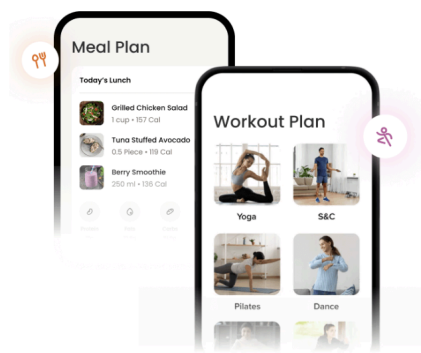 Meal Plan
Today's Lunch
Grilled Chicken Salad
1 cup • 157 Cal
Tuna Stuffed Avocado
0.5 Piece • 119 Cal
Berry Smoothie
250 ml • 136 Cal
Workout Plan
Yoga
S&C
Pilates
Dance